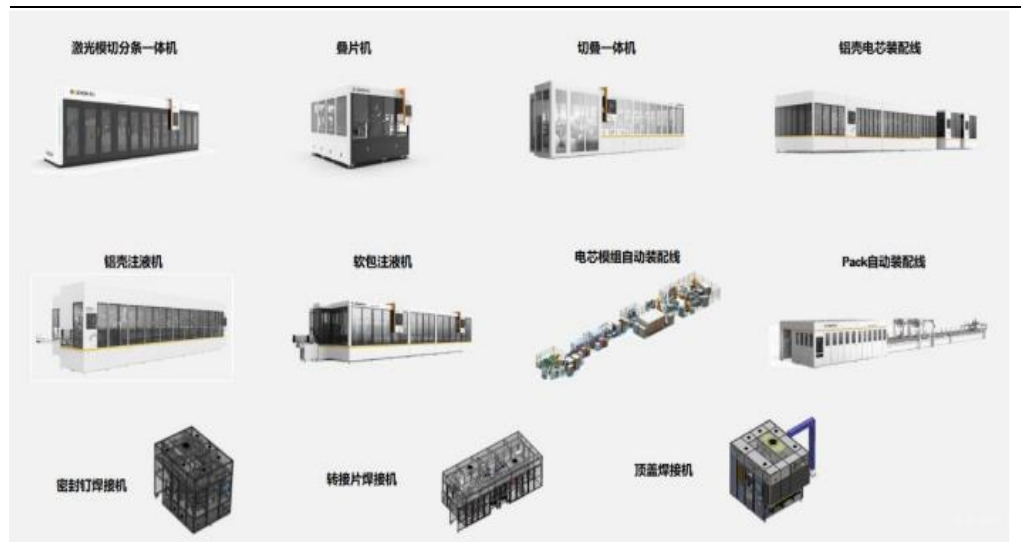 激光模切分条一体机
叠片机
切叠一体机
铝壳电芯装配线
铝壳注液机
软包注液机
电芯模组自动装配线
Pack自动装配线
密封钉焊接机
转接片焊接机
顶盖焊接机